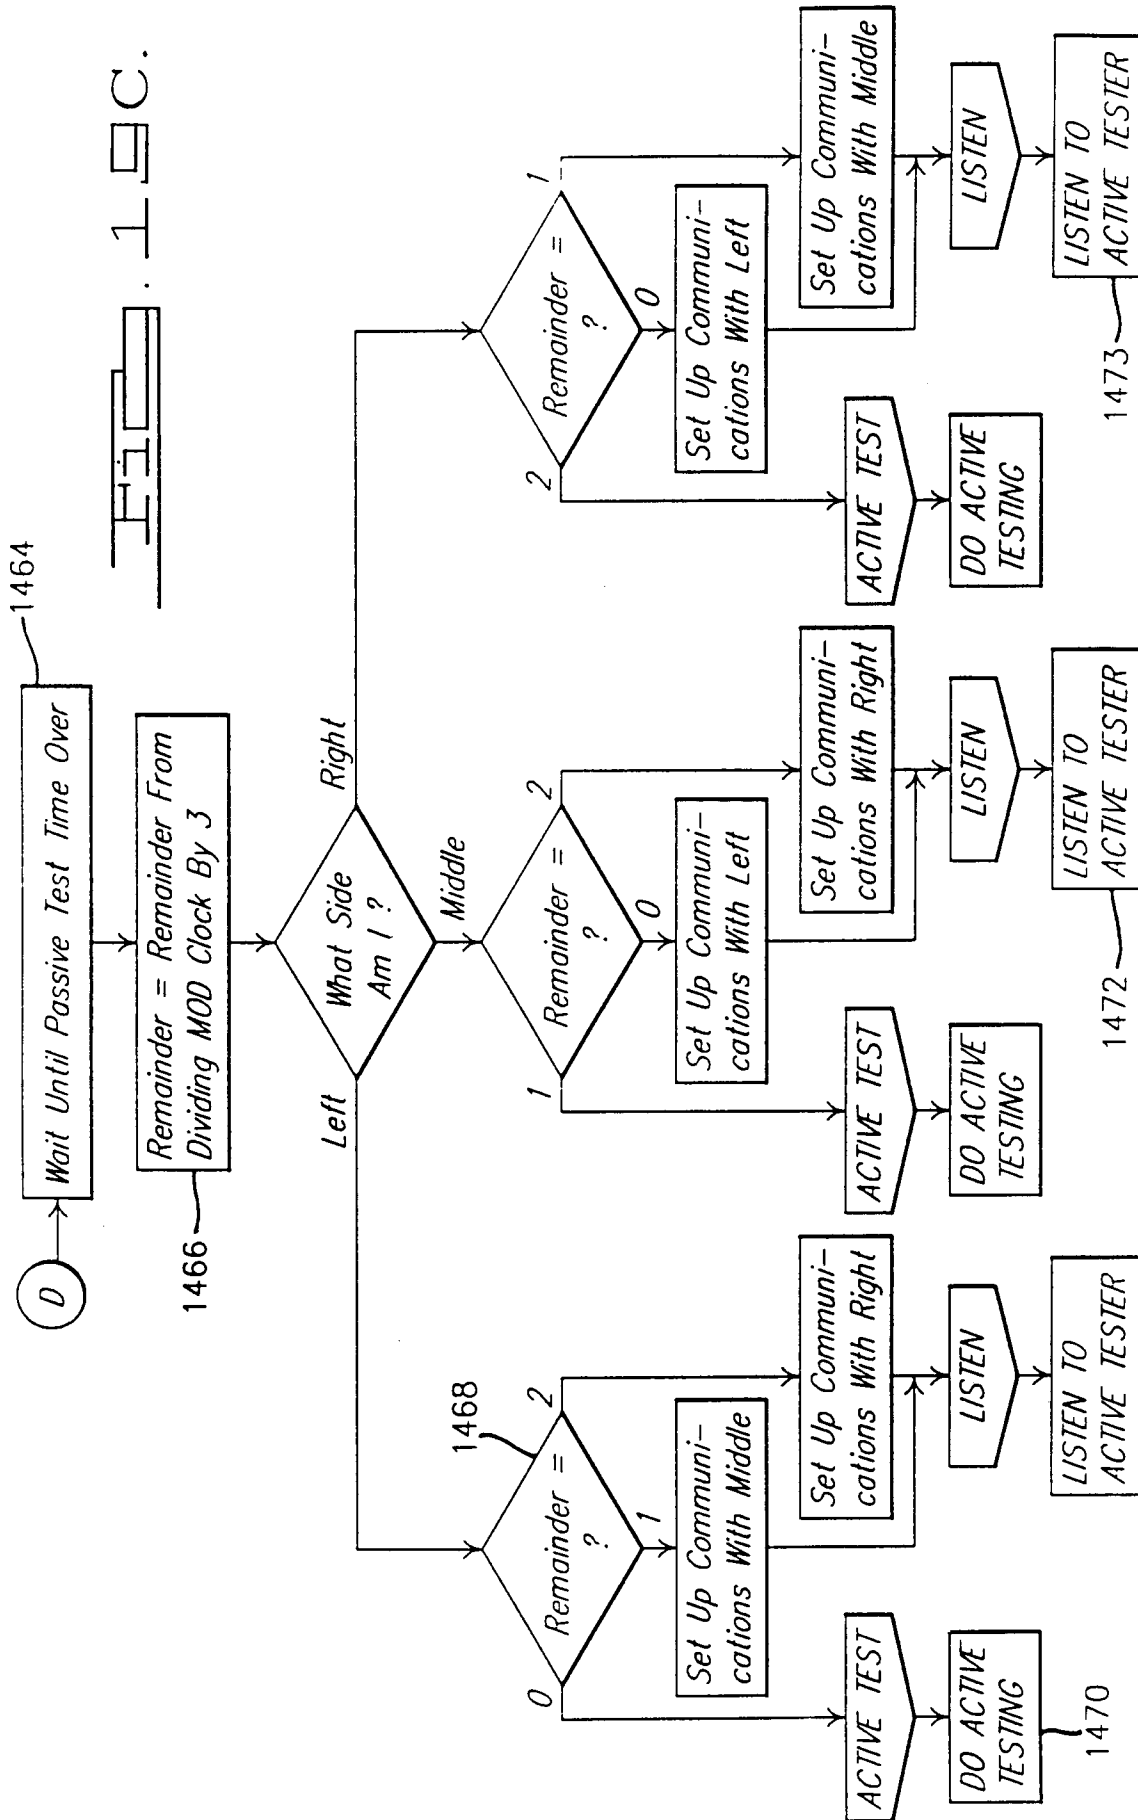 FIG. 19C.
D
Wait Until Passive Test Time Over
1464
Remainder = Remainder From
Dividing MOD Clock By 3
1466
What Side
Am I ?
Left
Middle
Right
Remainder =
?
1468
0
1
2
Set Up Communi-
cations With Middle
Set Up Communi-
cations With Right
ACTIVE TEST
LISTEN
DO ACTIVE
TESTING
1470
LISTEN TO
ACTIVE TESTER
Remainder =
?
1
0
2
Set Up Communi-
cations With Left
Set Up Communi-
cations With Right
ACTIVE TEST
LISTEN
DO ACTIVE
TESTING
LISTEN TO
ACTIVE TESTER
1472
Remainder =
?
2
0
1
Set Up Communi-
cations With Left
Set Up Communi-
cations With Middle
ACTIVE TEST
LISTEN
DO ACTIVE
TESTING
LISTEN TO
ACTIVE TESTER
1473